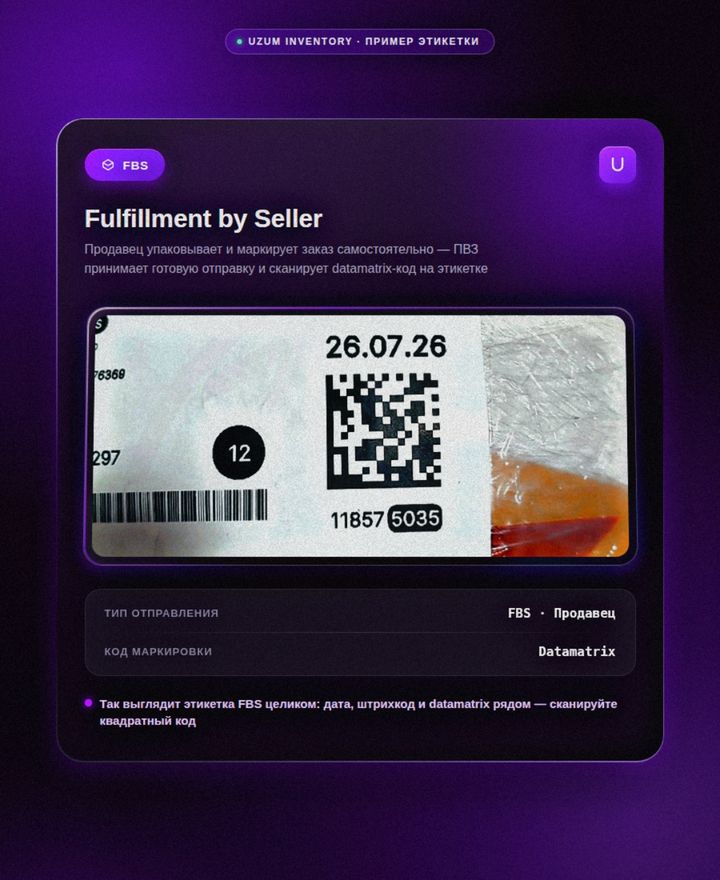 UZUM INVENTORY · ПРИМЕР ЭТИКЕТКИ
FBS
U
Fulfillment by Seller
Продавец упаковывает и маркирует заказ самостоятельно — ПВЗ
принимает готовую отправку и сканирует datamatrix-код на этикетке
S
26.07.26
76369
297
12
11857 5035
ТИП ОТПРАВЛЕНИЯ
FBS · Продавец
КОД МАРКИРОВКИ
Datamatrix
Так выглядит этикетка FBS целиком: дата, штрихкод и datamatrix рядом — сканируйте
квадратный код